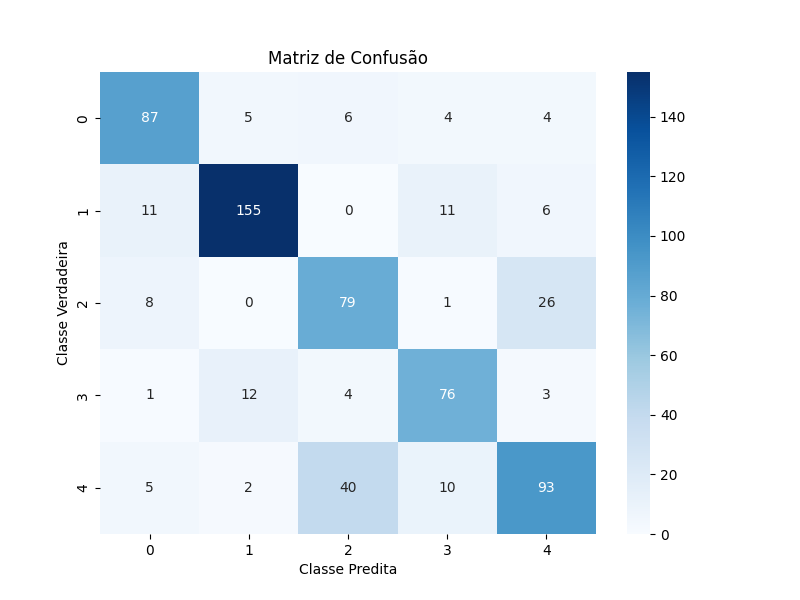 Matriz de Confusão
0 87 5 6 4 4
1 11 155 0 11 6
2 8 0 79 1 26
3 1 12 4 76 3
4 5 2 40 10 93
0 1 2 3 4
Classe Predita
Classe Verdadeira
140
120
100
80
60
40
20
0